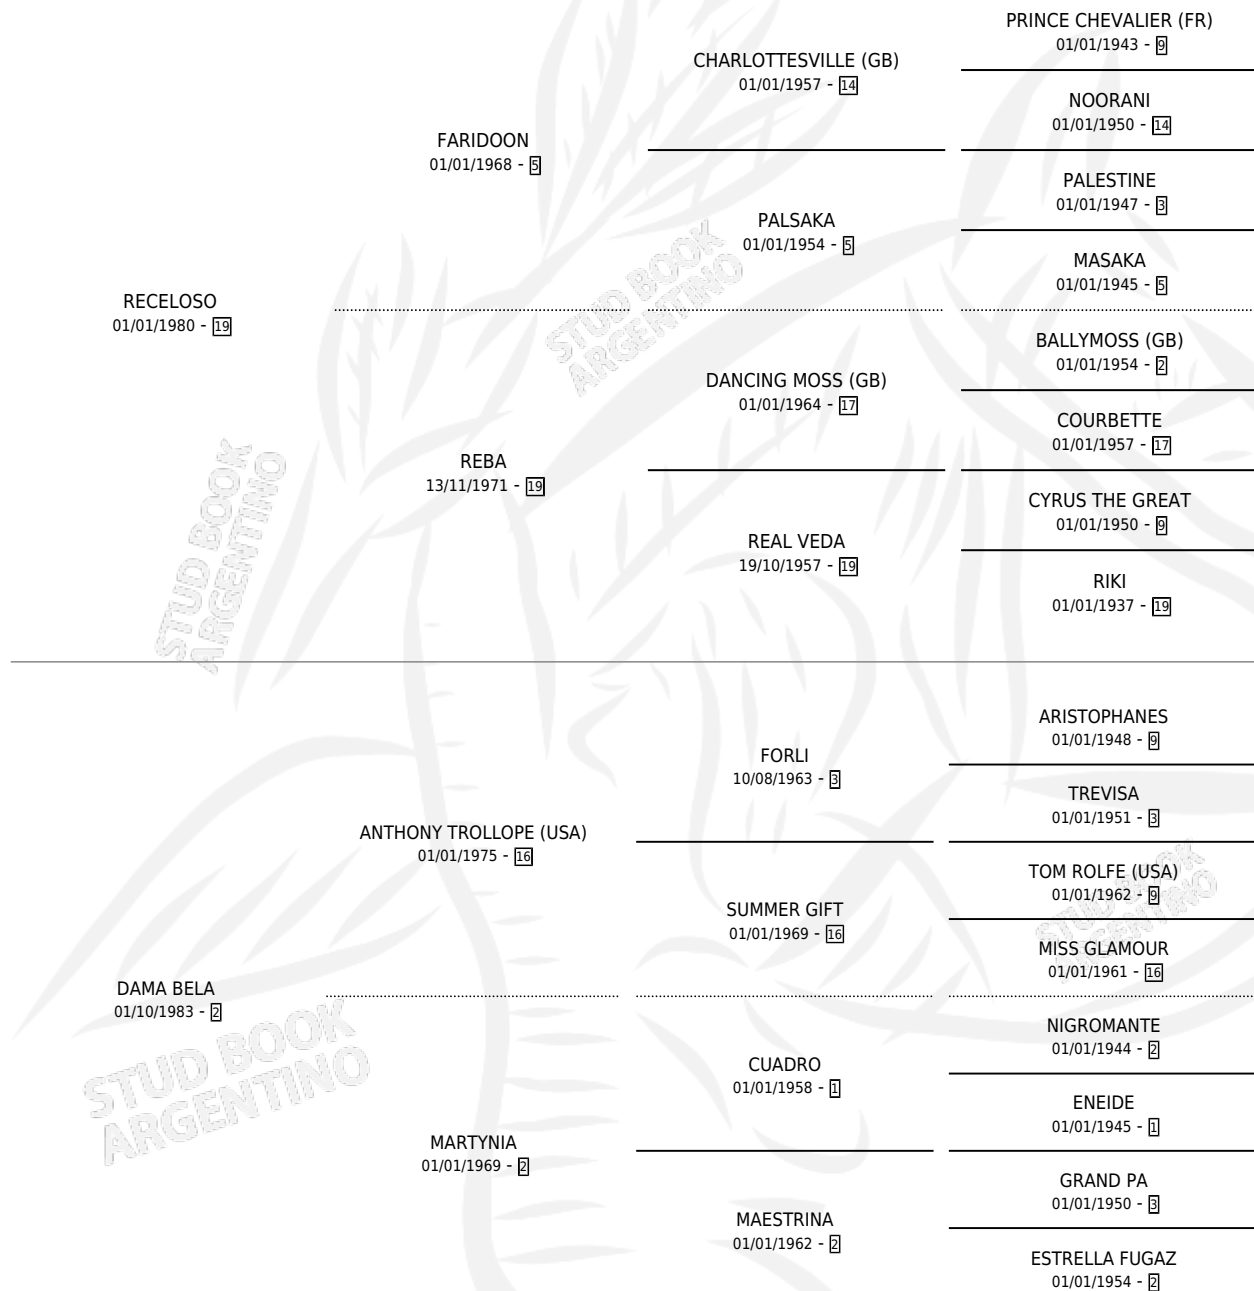 PRINCE CHEVALIER (FR)
01/01/1943 - 9
CHARLOTTESVILLE (GB)
01/01/1957 - 14
NOORANI
01/01/1950 - 14
FARIDOON
01/01/1968 - 5
PALESTINE
01/01/1947 - 3
PALSAKA
01/01/1954 - 5
MASAKA
01/01/1945 - 5
RECELOSO
01/01/1980 - 19
BALLYMOSS (GB)
01/01/1954 - 2
DANCING MOSS (GB)
01/01/1964 - 17
COURBETTE
01/01/1957 - 17
REBA
13/11/1971 - 19
CYRUS THE GREAT
01/01/1950 - 9
REAL VEDA
19/10/1957 - 19
RIKI
01/01/1937 - 19
ARISTOPHANES
01/01/1948 - 9
FORLI
10/08/1963 - 3
TREVISA
01/01/1951 - 3
ANTHONY TROLLOPE (USA)
01/01/1975 - 16
TOM ROLFE (USA)
01/01/1962 - 9
SUMMER GIFT
01/01/1969 - 16
MISS GLAMOUR
01/01/1961 - 16
DAMA BELA
01/10/1983 - 2
NIGROMANTE
01/01/1944 - 2
CUADRO
01/01/1958 - 1
ENEIDE
01/01/1945 - 1
MARTYNIA
01/01/1969 - 2
GRAND PA
01/01/1950 - 3
MAESTRINA
01/01/1962 - 2
ESTRELLA FUGAZ
01/01/1954 - 2
STUD BOOK
ARGENTINO
STUD BOOK
ARGENTINO
STUD BOOK
ARGENTINO
STUD BOOK
ARGENTINO